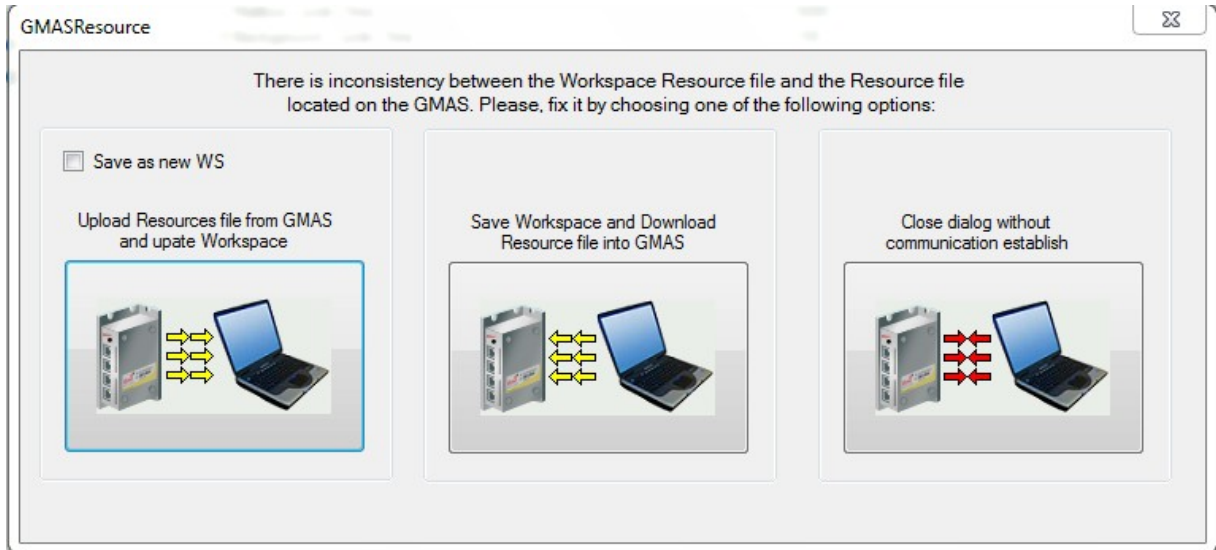 GMASResource
There is inconsistency between the Workspace Resource file and the Resource file
located on the GMAS. Please, fix it by choosing one of the following options:
Save as new WS
Upload Resources file from GMAS
and upate Workspace
Save Workspace and Download
Resource file into GMAS
Close dialog without
communication establish